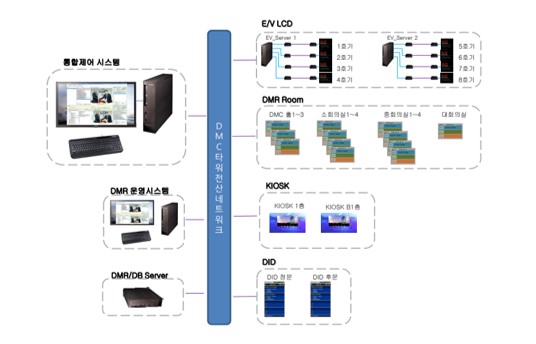 E/V LCD
EV_Server 1
1호기
2호기
3호기
4호기
EV_Server 2
5호기
6호기
7호기
8호기
통합제어 시스템
DMC타워전산네트워크
DMR Room
DMC 홀1~3
소회의실1~4
중회의실1~4
대회의실
DMR 운영시스템
KIOSK
KIOSK 1층
KIOSK B1층
DMR/DB Server
DID
DID 정문
DID 후문